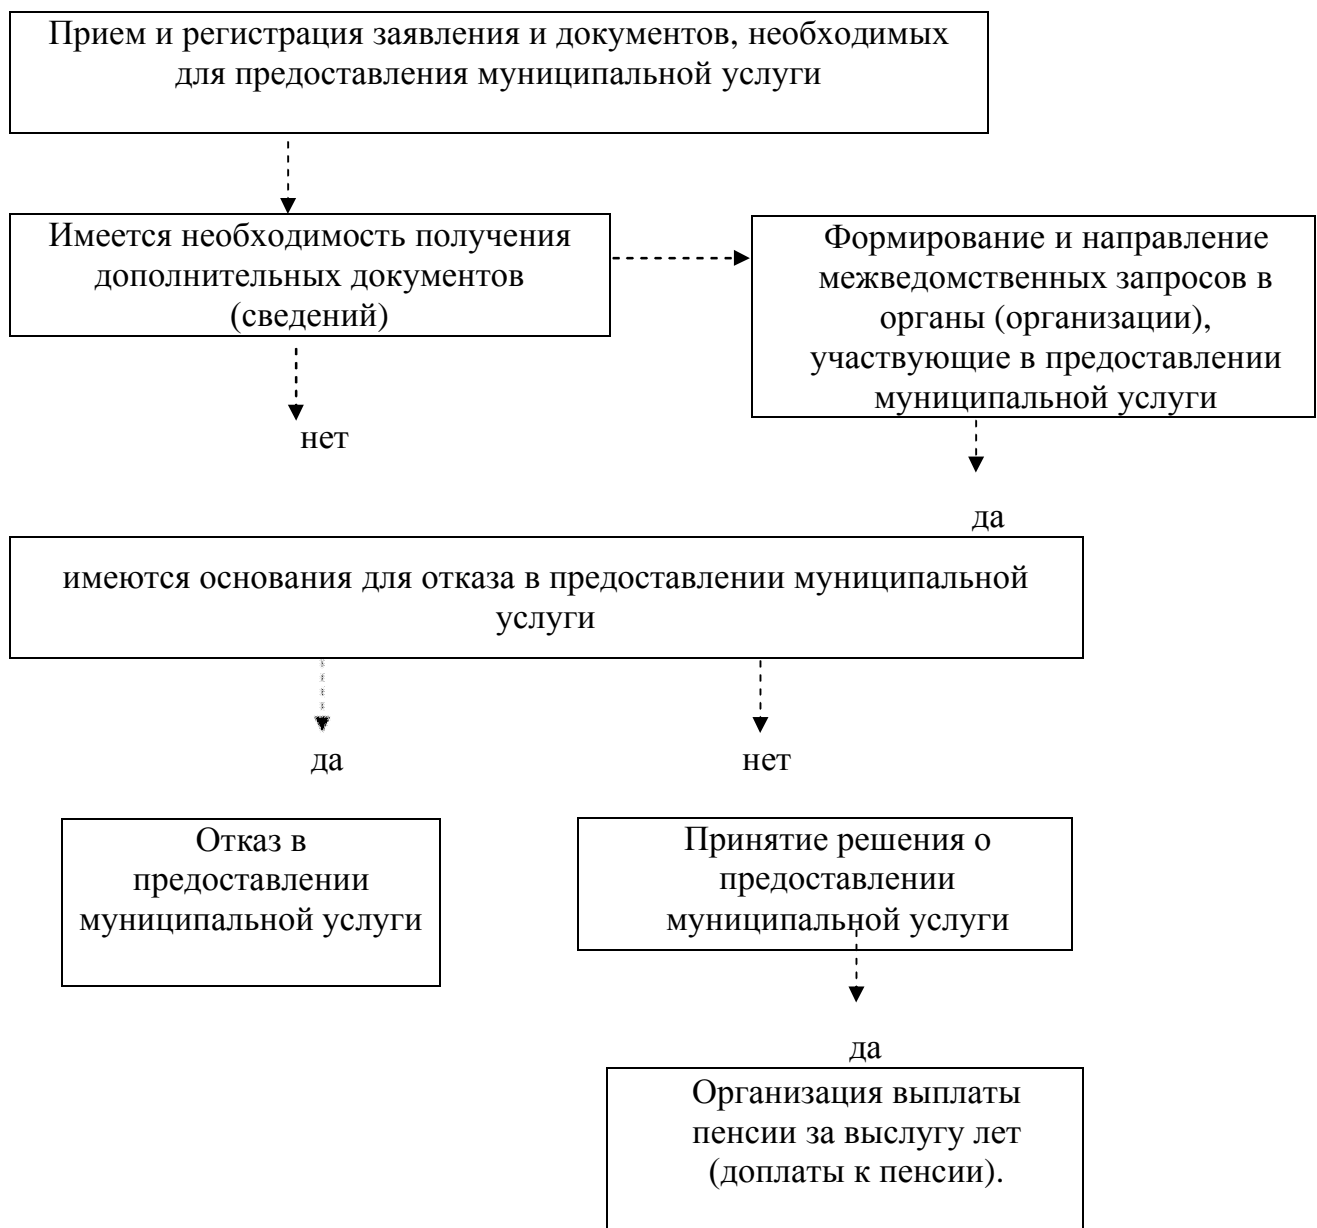 Прием и регистрация заявления и документов, необходимых
для предоставления муниципальной услуги
Имеется необходимость получения
дополнительных документов
(сведений)
Формирование и направление
межведомственных запросов в
органы (организации),
участвующие в предоставлении
муниципальной услуги
нет
да
имеются основания для отказа в предоставлении муниципальной
услуги
да
нет
Отказ в
предоставлении
муниципальной услуги
Принятие решения о
предоставлении
муниципальной услуги
да
Организация выплаты
пенсии за выслугу лет
(доплаты к пенсии).